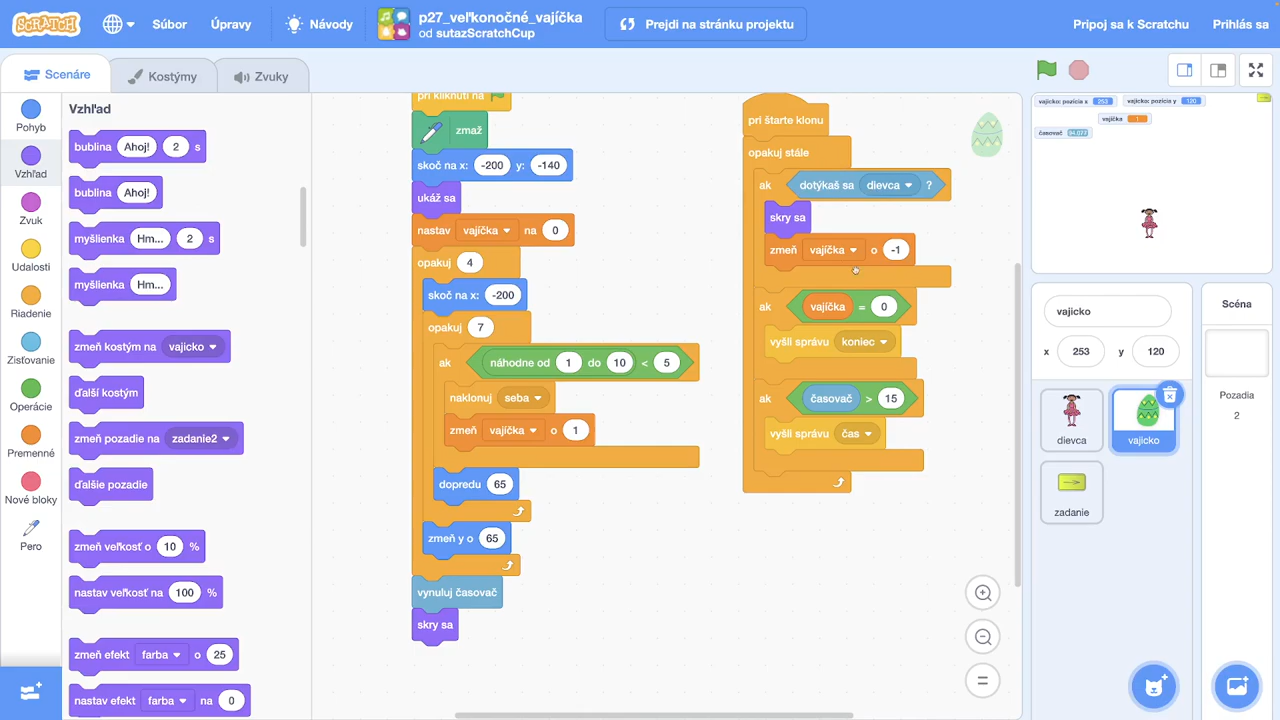 SCRATCH
Súbor
Úpravy
Návody
p27_veľkonočné_vajíčka
od sutazScratchCup
Prejdi na stránku projektu
Pripoj sa k Scratchu
Prihlás sa
Scenáre
Kostýmy
Zvuky
Pohyb
Vzhľad
Zvuk
Udalosti
Riadenie
Zisťovanie
Operácie
Premenné
Nové bloky
Pero
Vzhľad
bublina Ahoj! 2 s
bublina Ahoj!
myšlienka Hm... 2 s
myšlienka Hm...
zmeň kostým na vajicko
ďalší kostým
zmeň pozadie na zadanie2
ďalšie pozadie
zmeň veľkosť o 10 %
nastav veľkosť na 100 %
zmeň efekt farba o 25
nastav efekt farba na 0
pri kliknutí na
zmaž
skoč na x: -200 y: -140
ukáž sa
nastav vajíčka na 0
opakuj 4
skoč na x: -200
opakuj 7
ak náhodne od 1 do 10 < 5
naklonuj seba
zmeň vajíčka o 1
dopredu 65
zmeň y o 65
vynuluj časovač
skry sa
pri štarte klonu
opakuj stále
ak dotýkaš sa dievca ?
skry sa
zmeň vajíčka o -1
ak vajíčka = 0
vyšli správu koniec
ak časovač > 15
vyšli správu čas
vajicko: pozícia x 253
vajicko: pozícia y 120
vajíčka 1
časovač
vajicko
x 253 y 120
dievca
vajicko
zadanie
Scéna
Pozadia
2